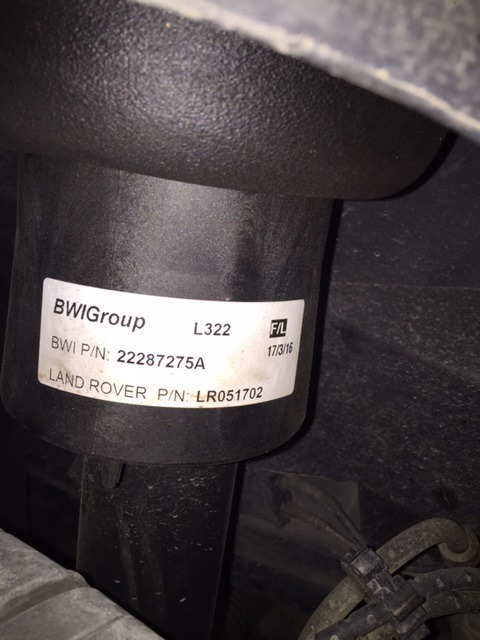 BWIGroup L322 F/L
BWI P/N: 22287275A 17/3/16
LAND ROVER P/N: LR051702